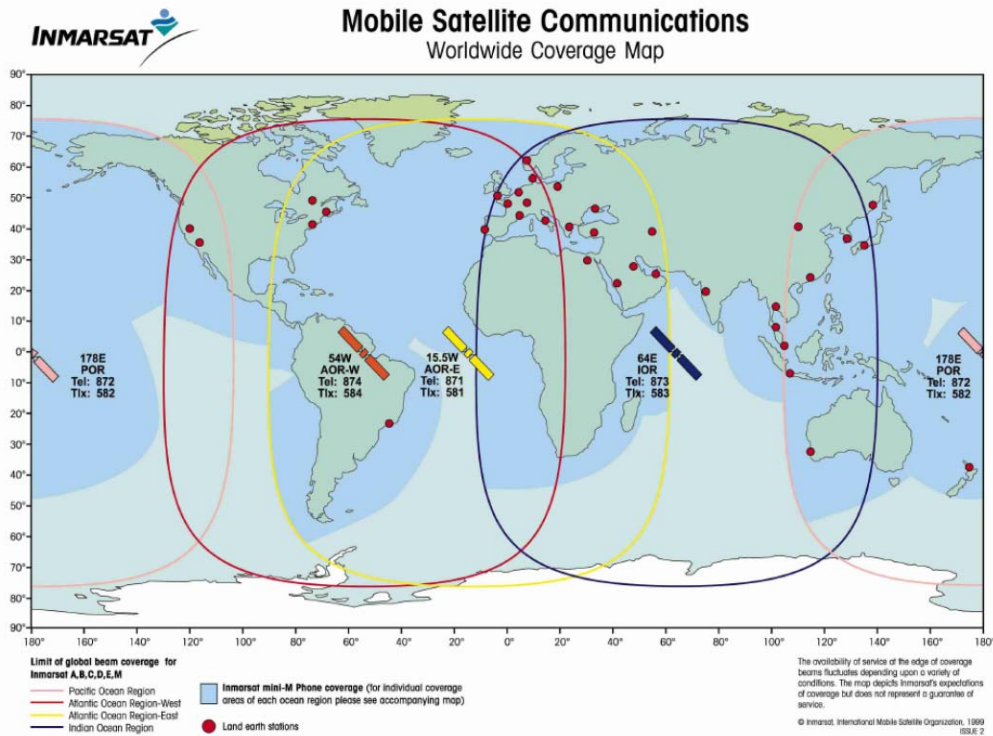 INMARSAT
Mobile Satellite Communications
Worldwide Coverage Map
90°
80°
70°
60°
50°
40°
30°
20°
10°
0°
10°
20°
30°
40°
50°
60°
70°
80°
90°
178E
POR
Tel: 872
Tlx: 582
54W
AOR-W
Tel: 874
Tlx: 584
15.5W
AOR-E
Tel: 871
Tlx: 581
64E
IOR
Tel: 873
Tlx: 583
178E
POR
Tel: 872
Tlx: 582
180° 160° 140° 120° 100° 80° 60° 40° 20° 0° 20° 40° 60° 80° 100° 120° 140° 160° 180°
Limit of global beam coverage for
Inmarsat A,B,C,D,E,M
Pacific Ocean Region
Atlantic Ocean Region-West
Atlantic Ocean Region-East
Indian Ocean Region
Inmarsat mini-M Phone coverage (for individual coverage
areas of each ocean region please see accompanying map)
Land earth stations
The availability of service at the edge of coverage
beams fluctuates depending upon a variety of
conditions. The map depicts Inmarsat's expectations
of coverage but does not represent a guarantee of
service.
© Inmarsat, International Mobile Satellite Organization, 1999
ISSUE 2